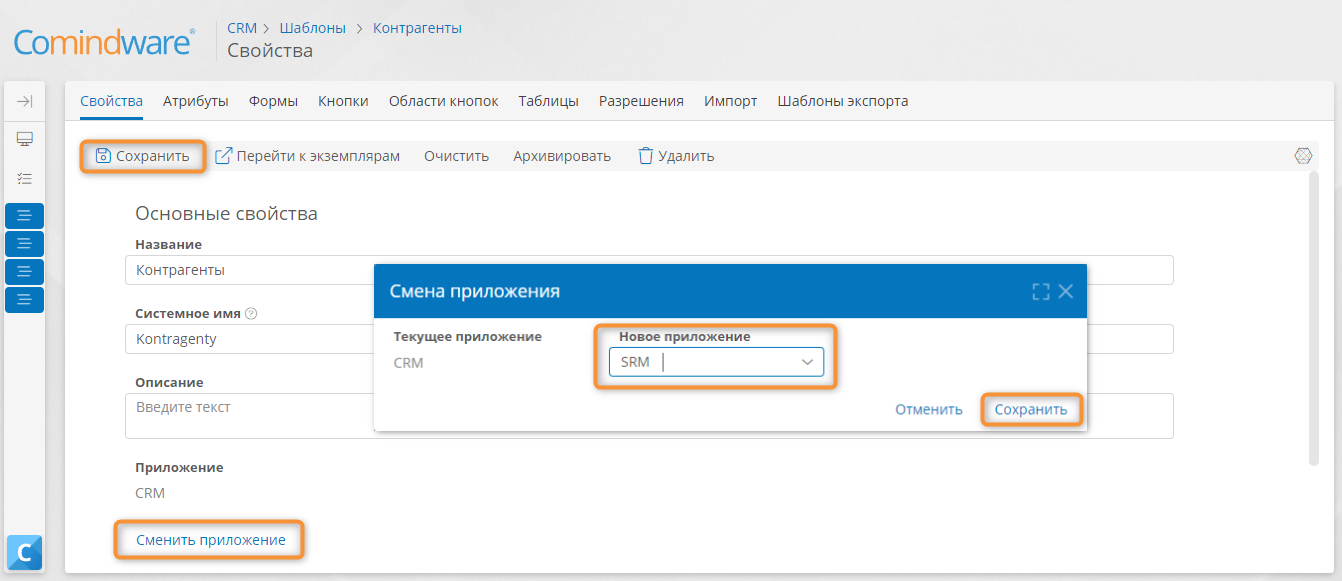 Comindware®
CRM > Шаблоны > Контрагенты
Свойства
Свойства Атрибуты Формы Кнопки Области кнопок Таблицы Разрешения Импорт Шаблоны экспорта
Сохранить Перейти к экземплярам Очистить Архивировать Удалить
Основные свойства
Название
Контрагенты
Системное имя ?
Kontragenty
Описание
Введите текст
Приложение
CRM
Сменить приложение
Смена приложения
Текущее приложение Новое приложение
CRM SRM
Отменить Сохранить
C